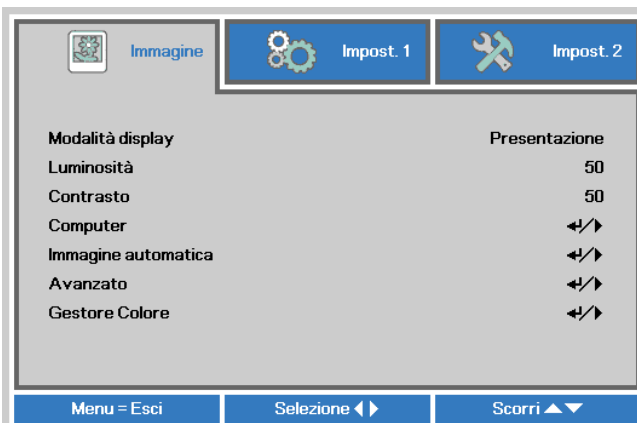 Immagine Impost. 1 Impost. 2
Modalità display Presentazione
Luminosità 50
Contrasto 50
Computer
Immagine automatica
Avanzato
Gestore Colore
Menu = Esci Selezione Scorri